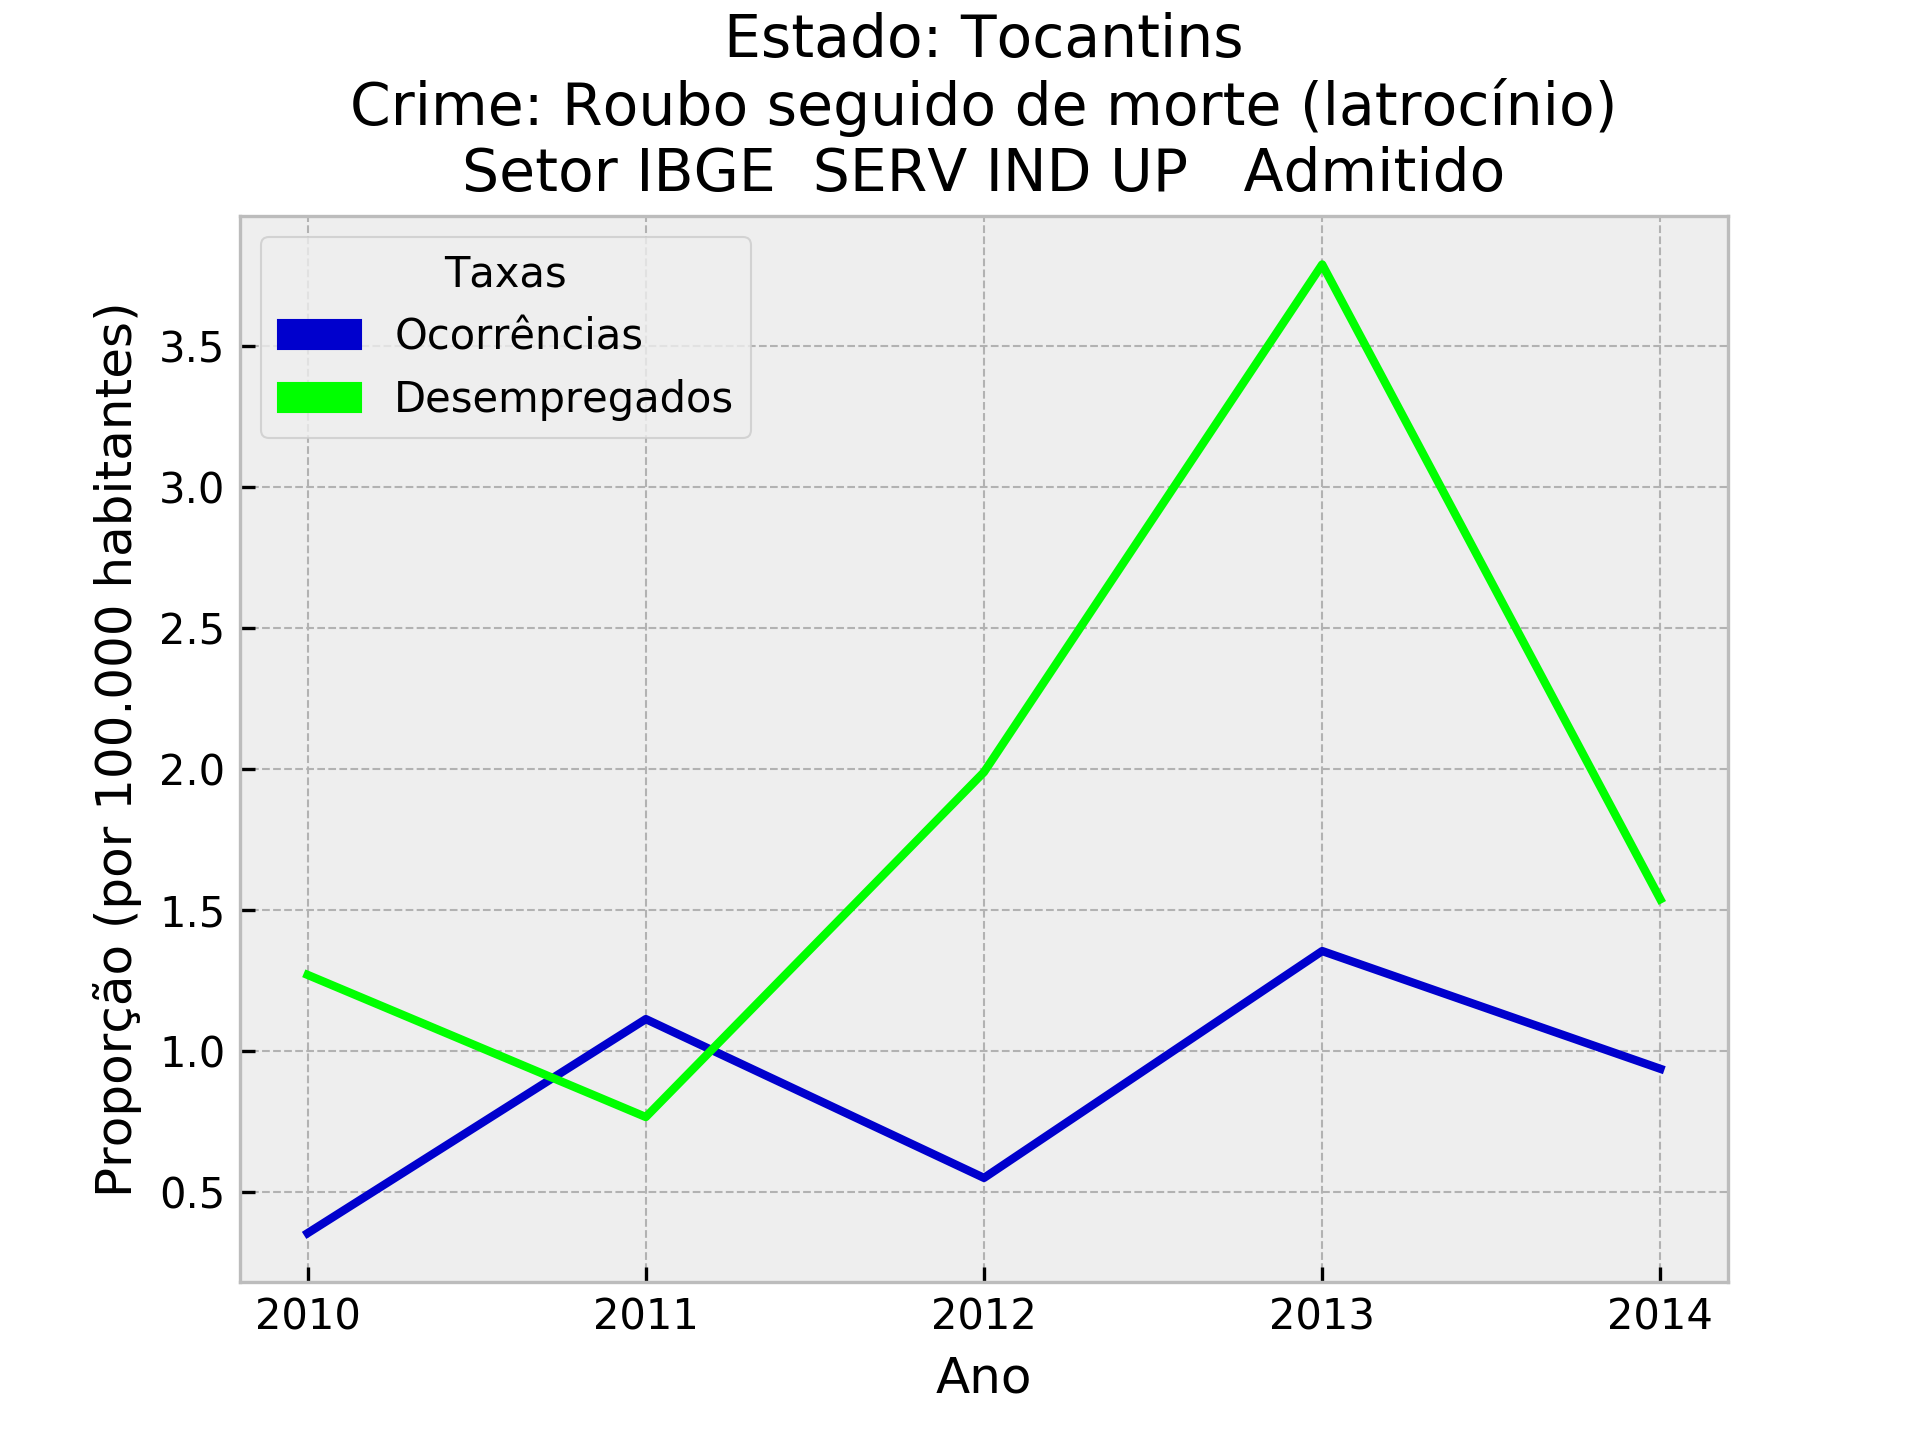 Estado: Tocantins
Crime: Roubo seguido de morte (latrocínio)
Setor IBGE  SERV IND UP   Admitido
Taxas
Ocorrências
Desempregados
Proporção (por 100.000 habitantes)
3.5
3.0
2.5
2.0
1.5
1.0
0.5
2010 2011 2012 2013 2014
Ano